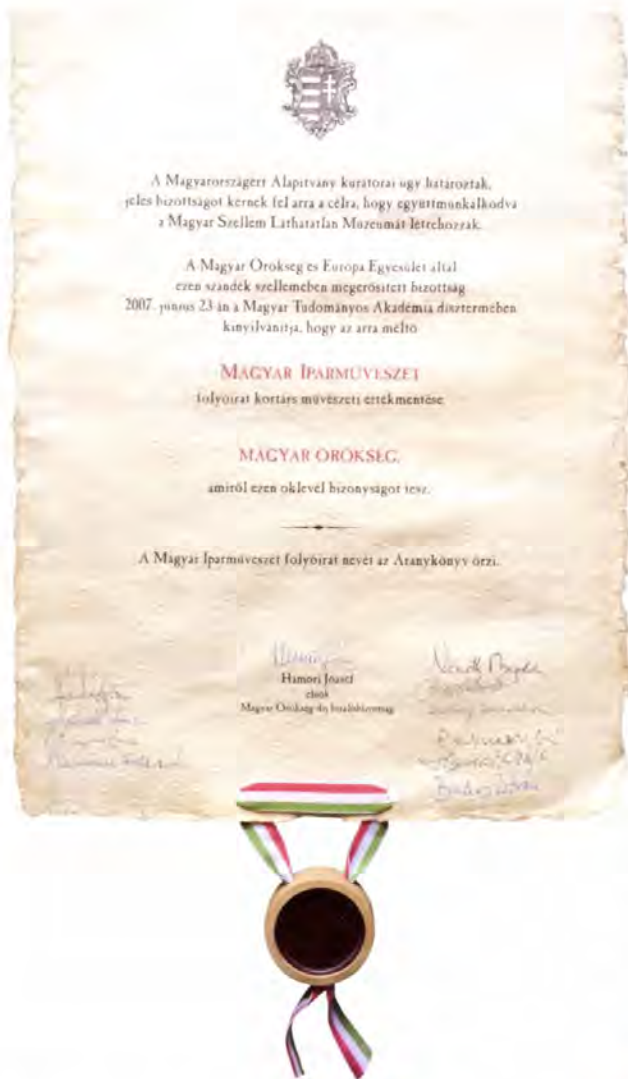 A Magyarországért Alapítvány kurátorai úgy határoztak,
jeles bizottságot kérnek fel arra a célra, hogy együttmunkálkodva
a Magyar Szellem Láthatatlan Múzeumát létrehozzák.
A Magyar Örökség és Európa Egyesület által
ezen szándék szellemében megerősített bizottság
2007. június 23-án a Magyar Tudományos Akadémia dísztermében
kinyilvánítja, hogy az arra méltó
MAGYAR IPARMŰVÉSZET
folyóirat kortárs művészeti értékmentése
MAGYAR ÖRÖKSÉG,
amiről ezen oklevél bizonyságot tesz.
A Magyar Iparművészet folyóirat nevét az Aranykönyv őrzi.
Hámori József
elnök
Magyar Örökség-díj bírálóbizottság